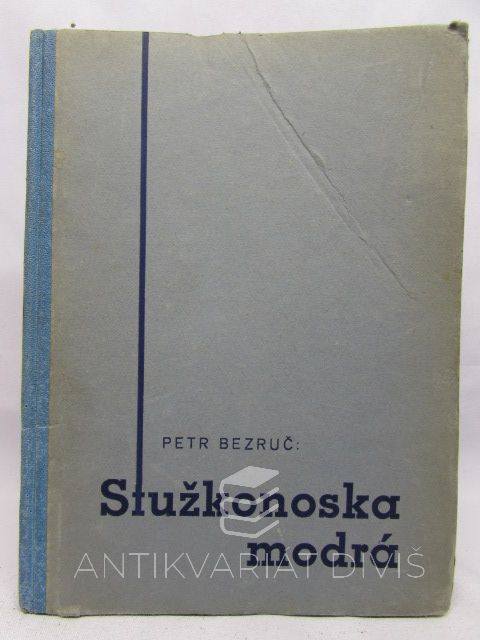 PETR BEZRUČ:
Stužkonoska
modrá
ANTIKVARIÁT DIVIŠ